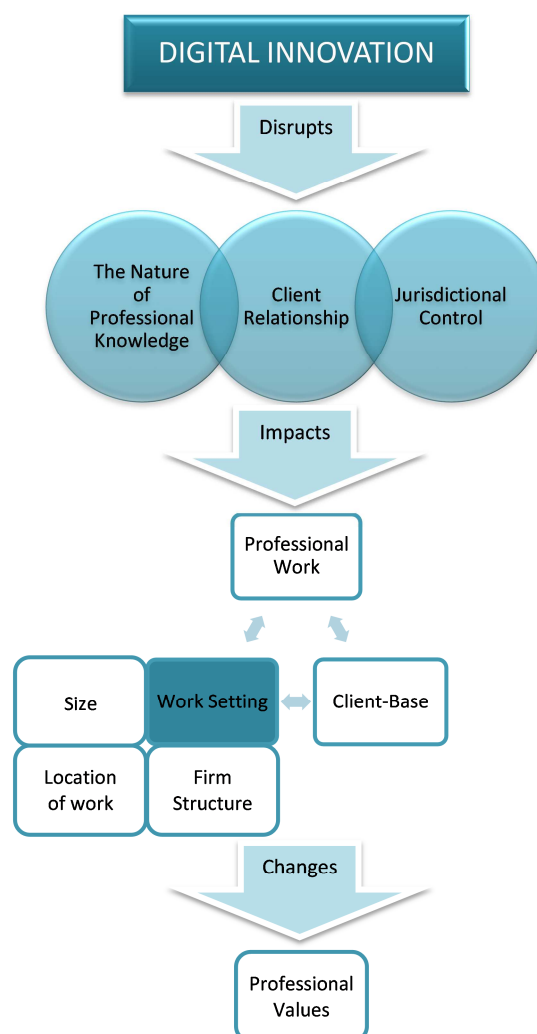 DIGITAL INNOVATION
Disrupts
The Nature
of
Professional
Knowledge
Client
Relationship
Jurisdictional
Control
Impacts
Professional
Work
Size
Work Setting
Client-Base
Location
of work
Firm
Structure
Changes
Professional
Values